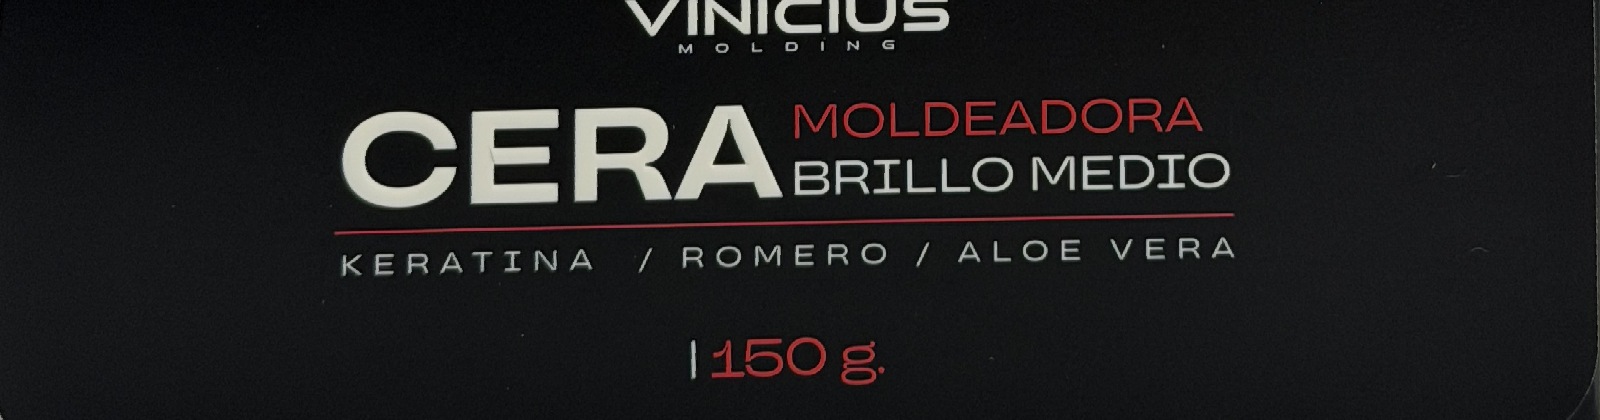 VINICIUS
MOLDING
CERA MOLDEADORA
BRILLO MEDIO
KERATINA / ROMERO / ALOE VERA
| 150 g.